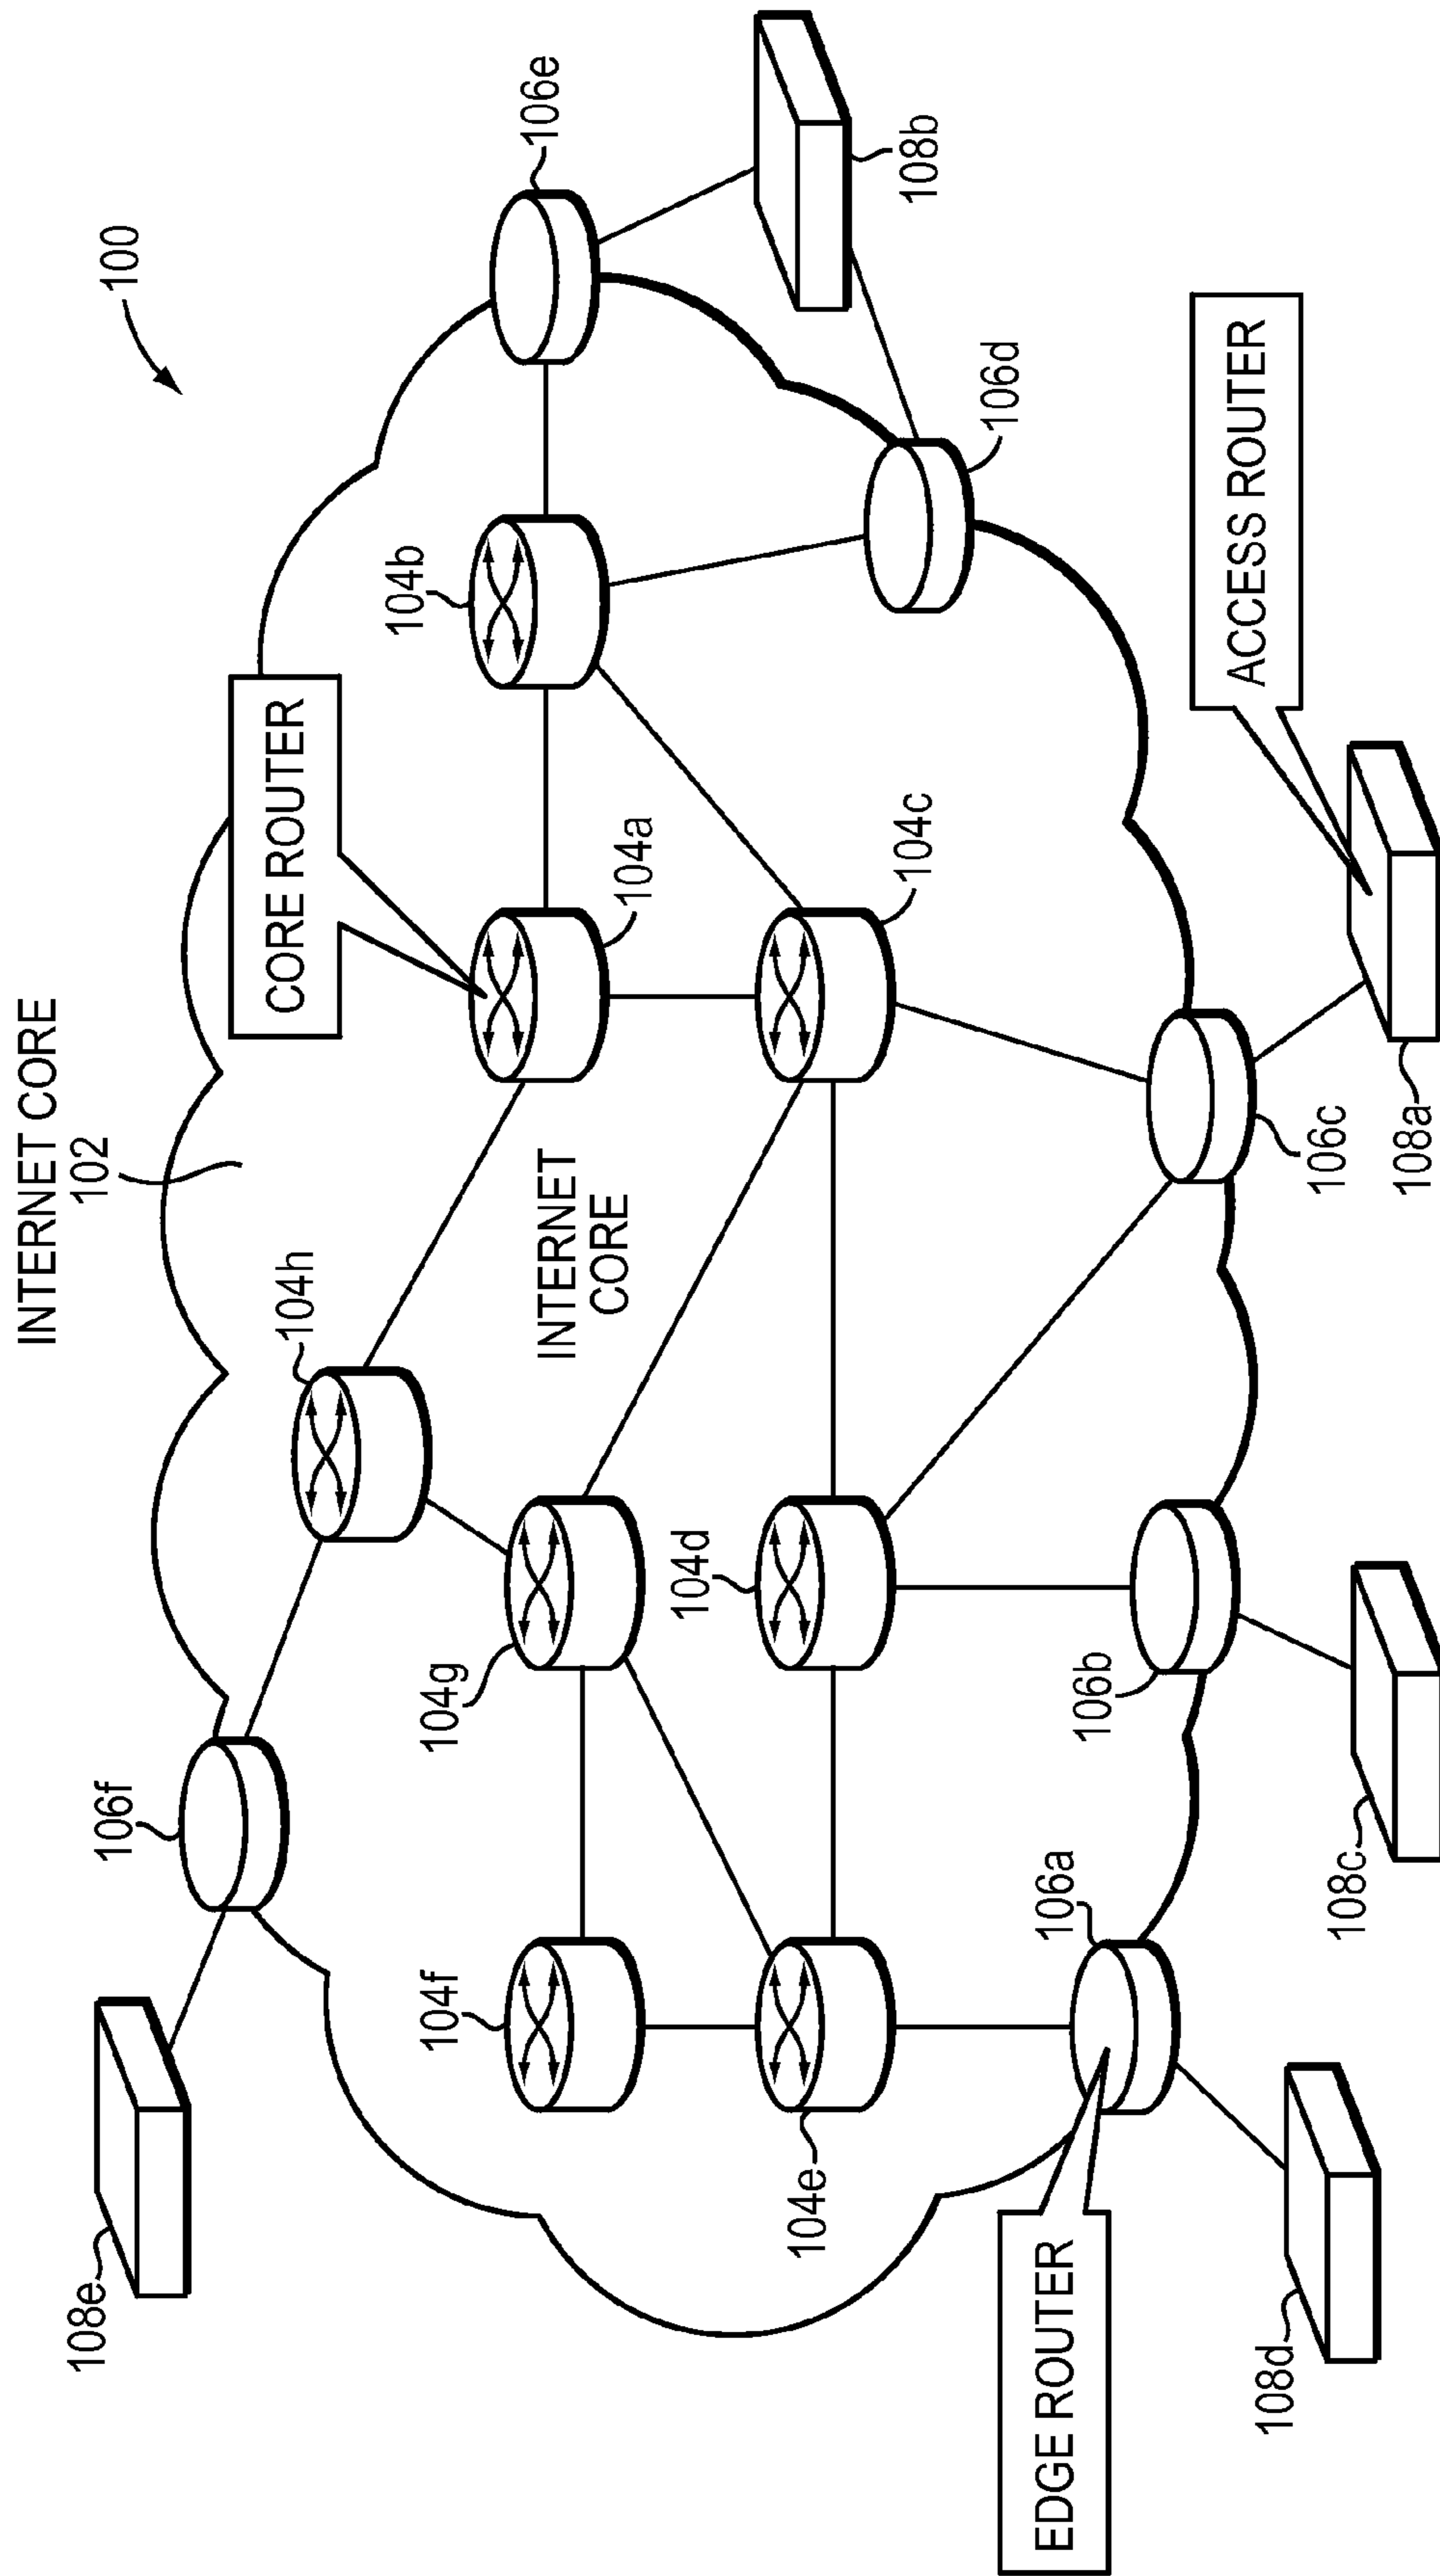 100
INTERNET CORE
102
CORE ROUTER
106f
104h
104b
106e
104a
104f
104g
INTERNET
CORE
108e
104d
104c
108b
104e
106d
106a
EDGE ROUTER
106b
106c
ACCESS ROUTER
108d
108c
108a